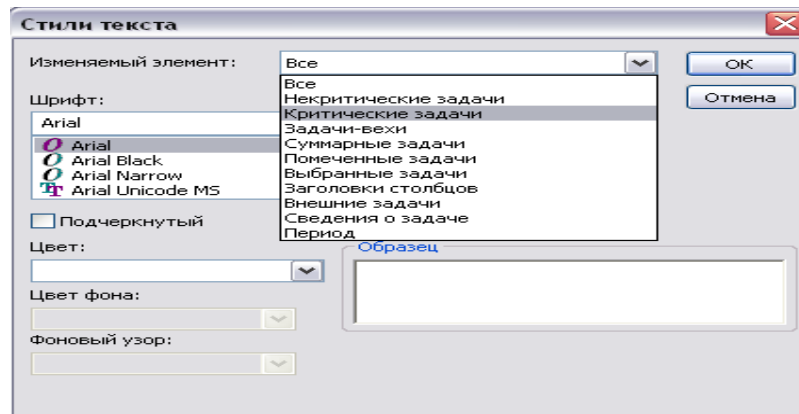 Стили текста
Изменяемый элемент:
Все
ОК
Все
Некритические задачи
Критические задачи
Задачи-вехи
Суммарные задачи
Помеченные задачи
Выбранные задачи
Заголовки столбцов
Внешние задачи
Сведения о задаче
Период
Отмена
Шрифт:
Arial
Arial
Arial Black
Arial Narrow
Arial Unicode MS
Подчеркнутый
Цвет:
Образец
Цвет фона:
Фоновый узор: